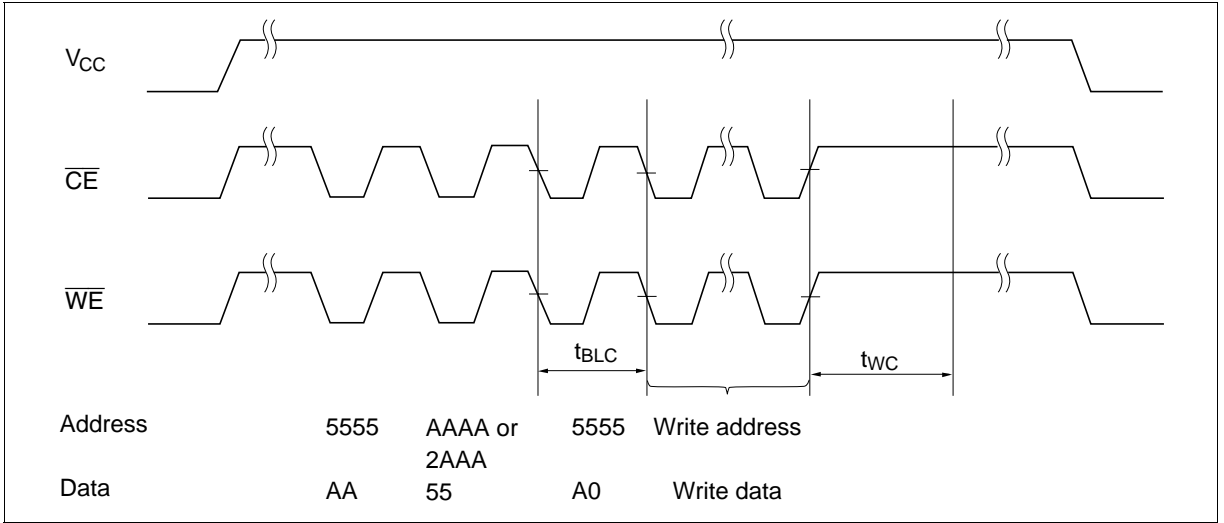 VCC
CE
WE
tBLC
tWC
Address 5555 AAAA or 5555 Write address
2AAA
Data AA 55 A0 Write data